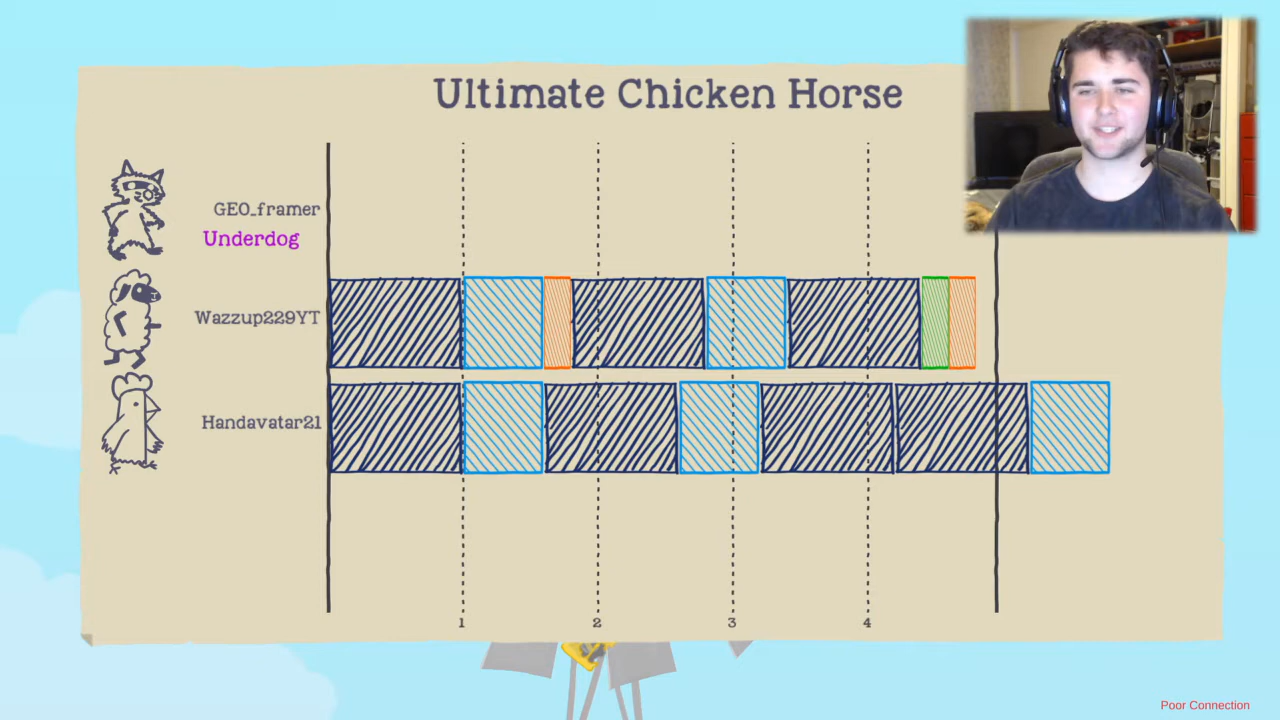 Ultimate Chicken Horse
GEO_framer
Underdog
Wazzup229YT
Handavatar21
1 2 3 4
Poor Connection